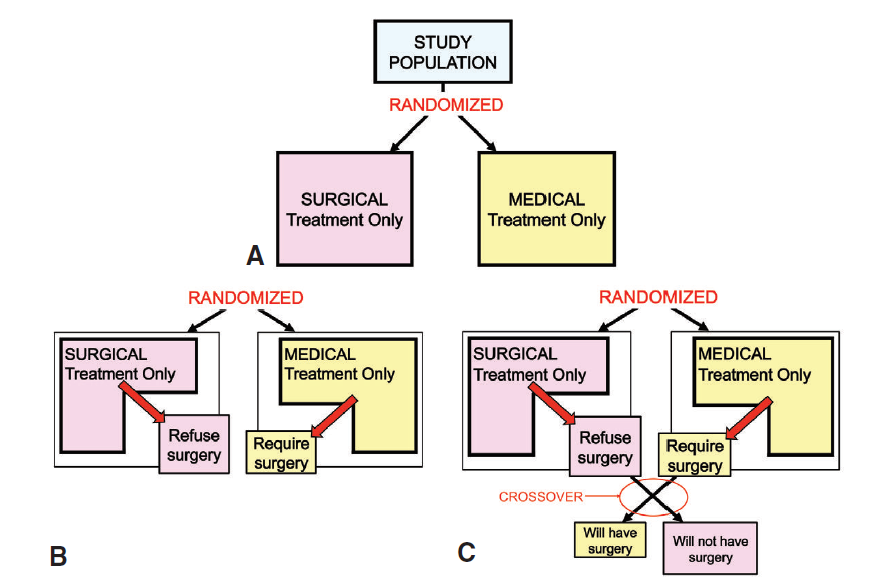 STUDY
POPULATION
RANDOMIZED
SURGICAL
Treatment Only
MEDICAL
Treatment Only
A
RANDOMIZED
SURGICAL
Treatment Only
MEDICAL
Treatment Only
Refuse
surgery
Require
surgery
B
RANDOMIZED
SURGICAL
Treatment Only
MEDICAL
Treatment Only
Refuse
surgery
Require
surgery
CROSSOVER
Will have
surgery
Will not have
surgery
C